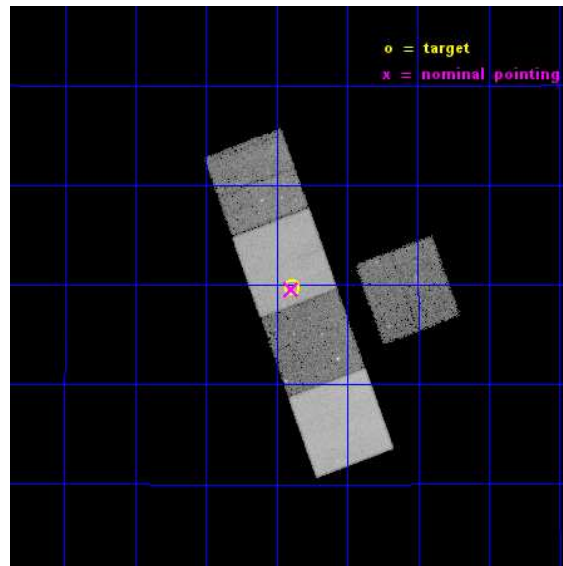 o = target
x = nominal pointing